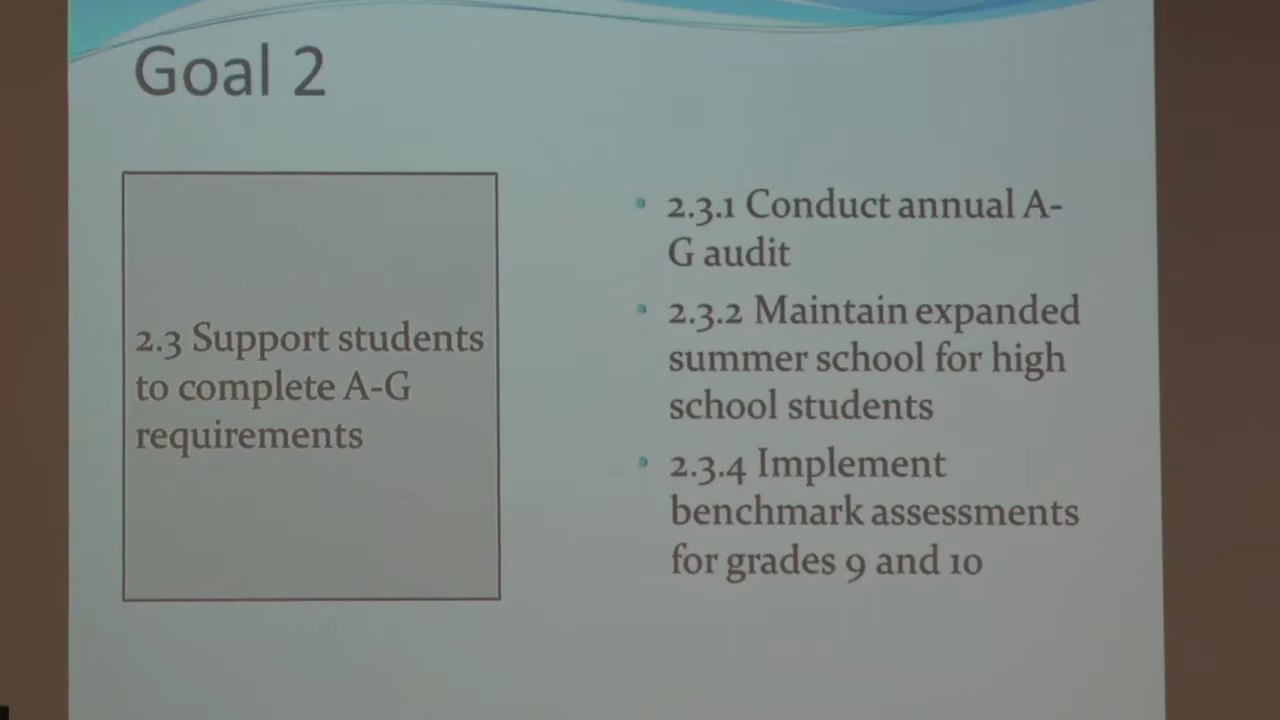 Goal 2
2.3 Support students
to complete A-G
requirements
• 2.3.1 Conduct annual A-
G audit
• 2.3.2 Maintain expanded
summer school for high
school students
• 2.3.4 Implement
benchmark assessments
for grades 9 and 10